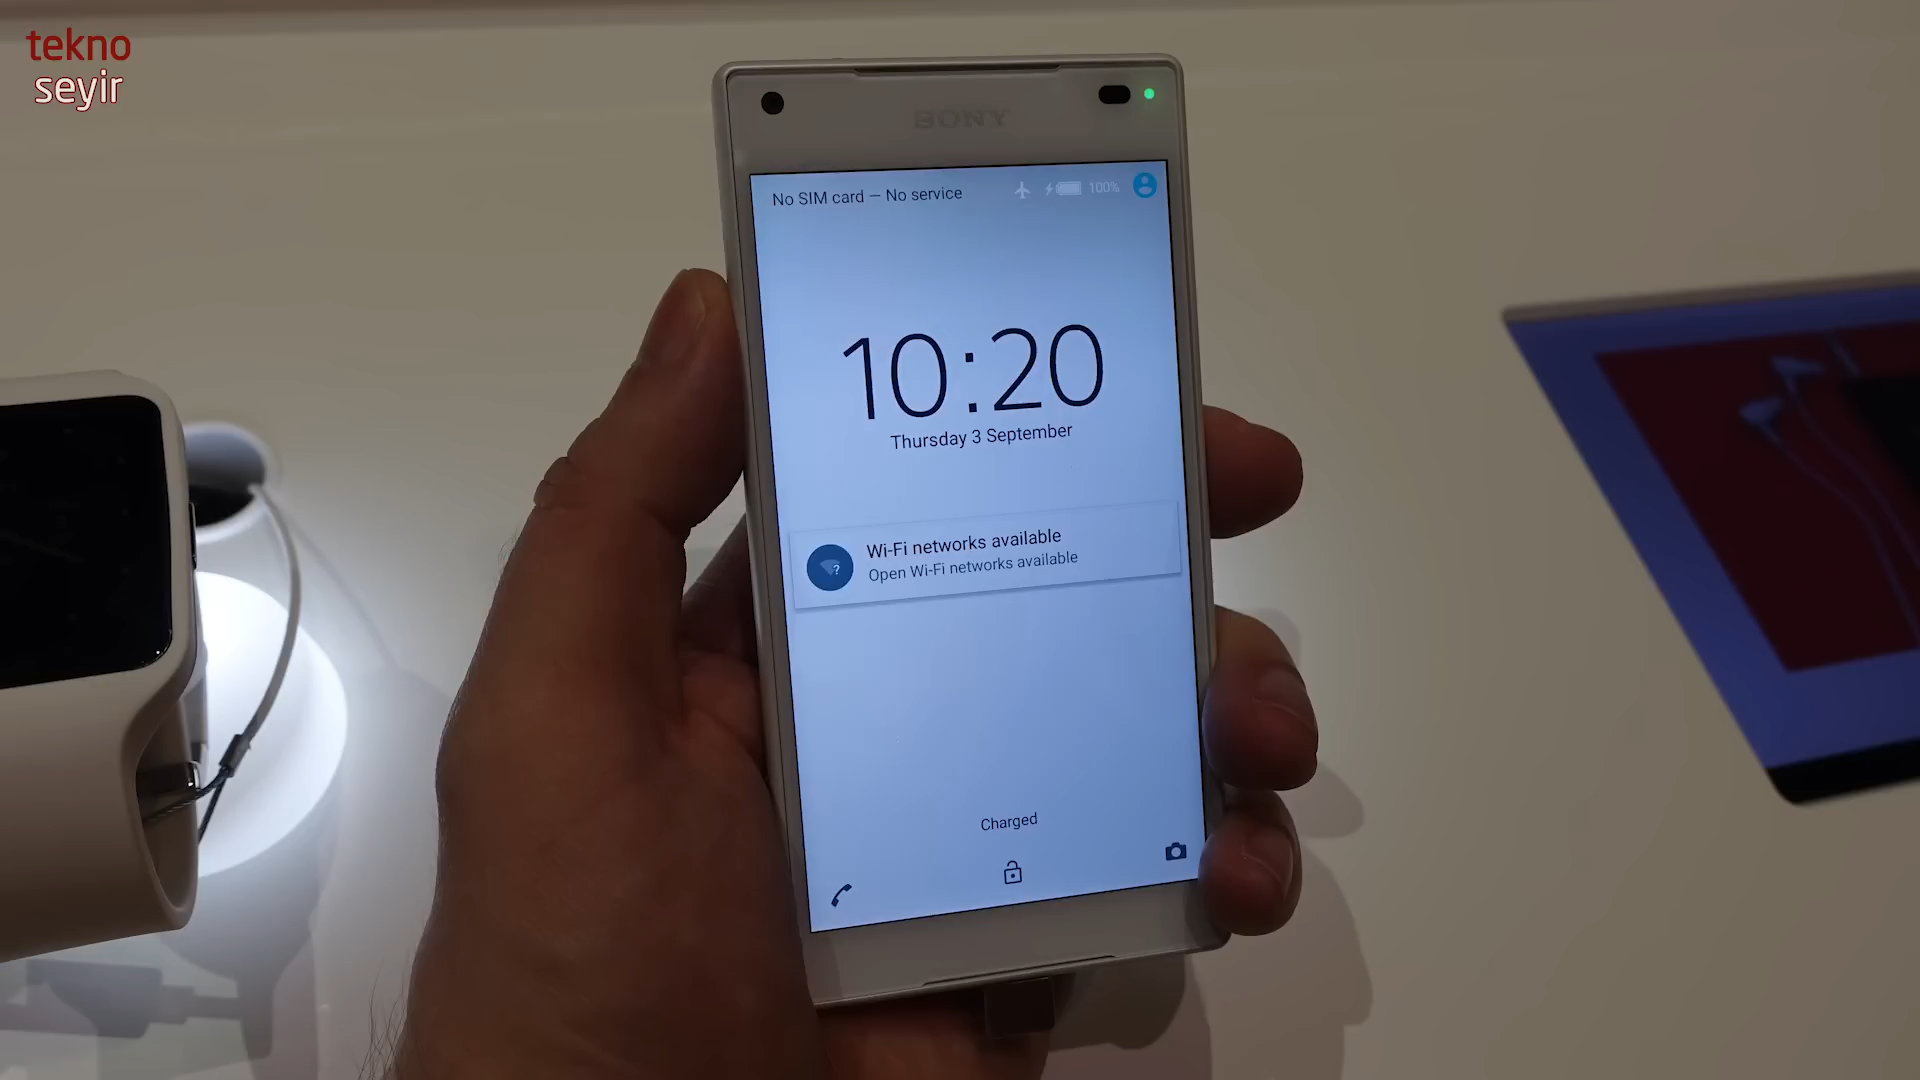 tekno
seyir
SONY
No SIM card — No service
100%
10:20
Thursday 3 September
Wi-Fi networks available
Open Wi-Fi networks available
Charged